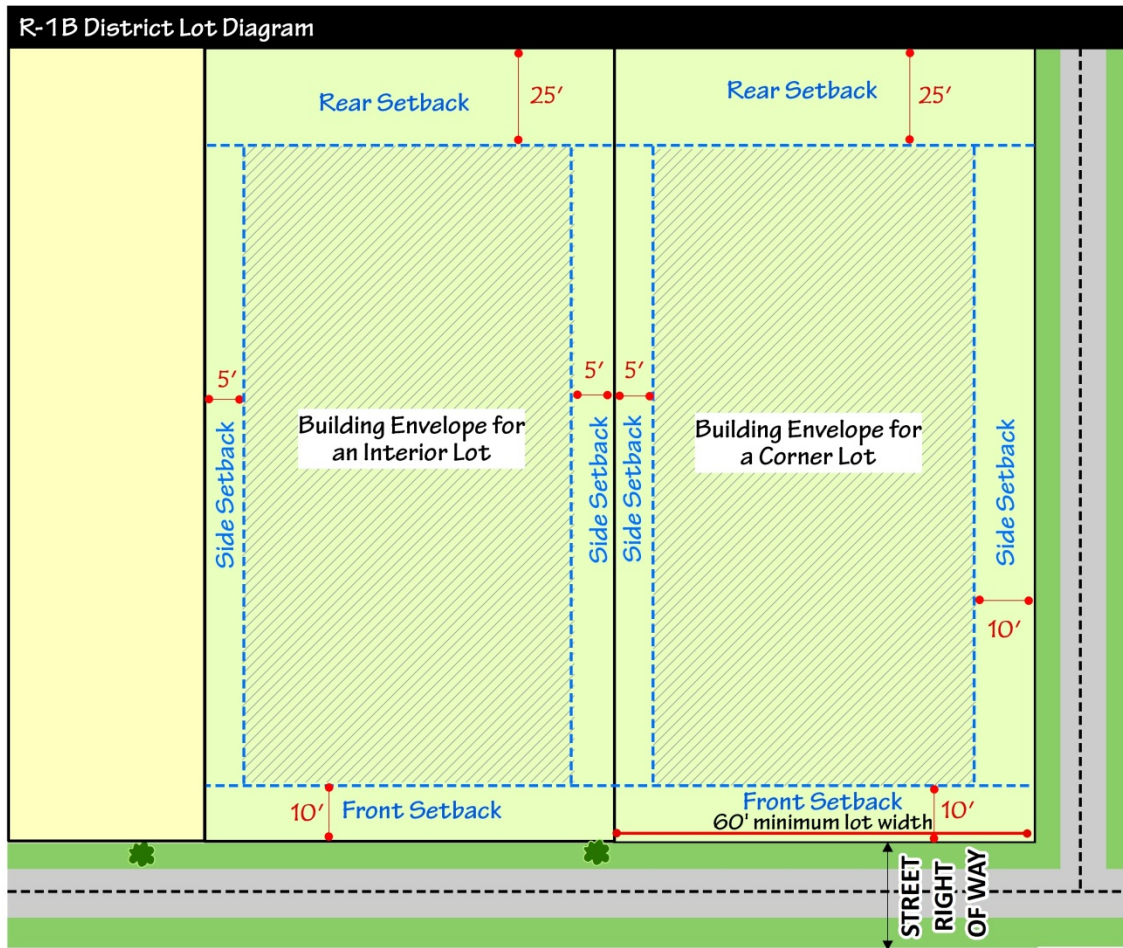 R-1B District Lot Diagram
Rear Setback
25'
Rear Setback
25'
5'
Side Setback
Building Envelope for
an Interior Lot
5'
Side Setback
5'
Side Setback
Building Envelope for
a Corner Lot
Side Setback
10'
10'
Front Setback
Front Setback
10'
60' minimum lot width
STREET
RIGHT
OF WAY